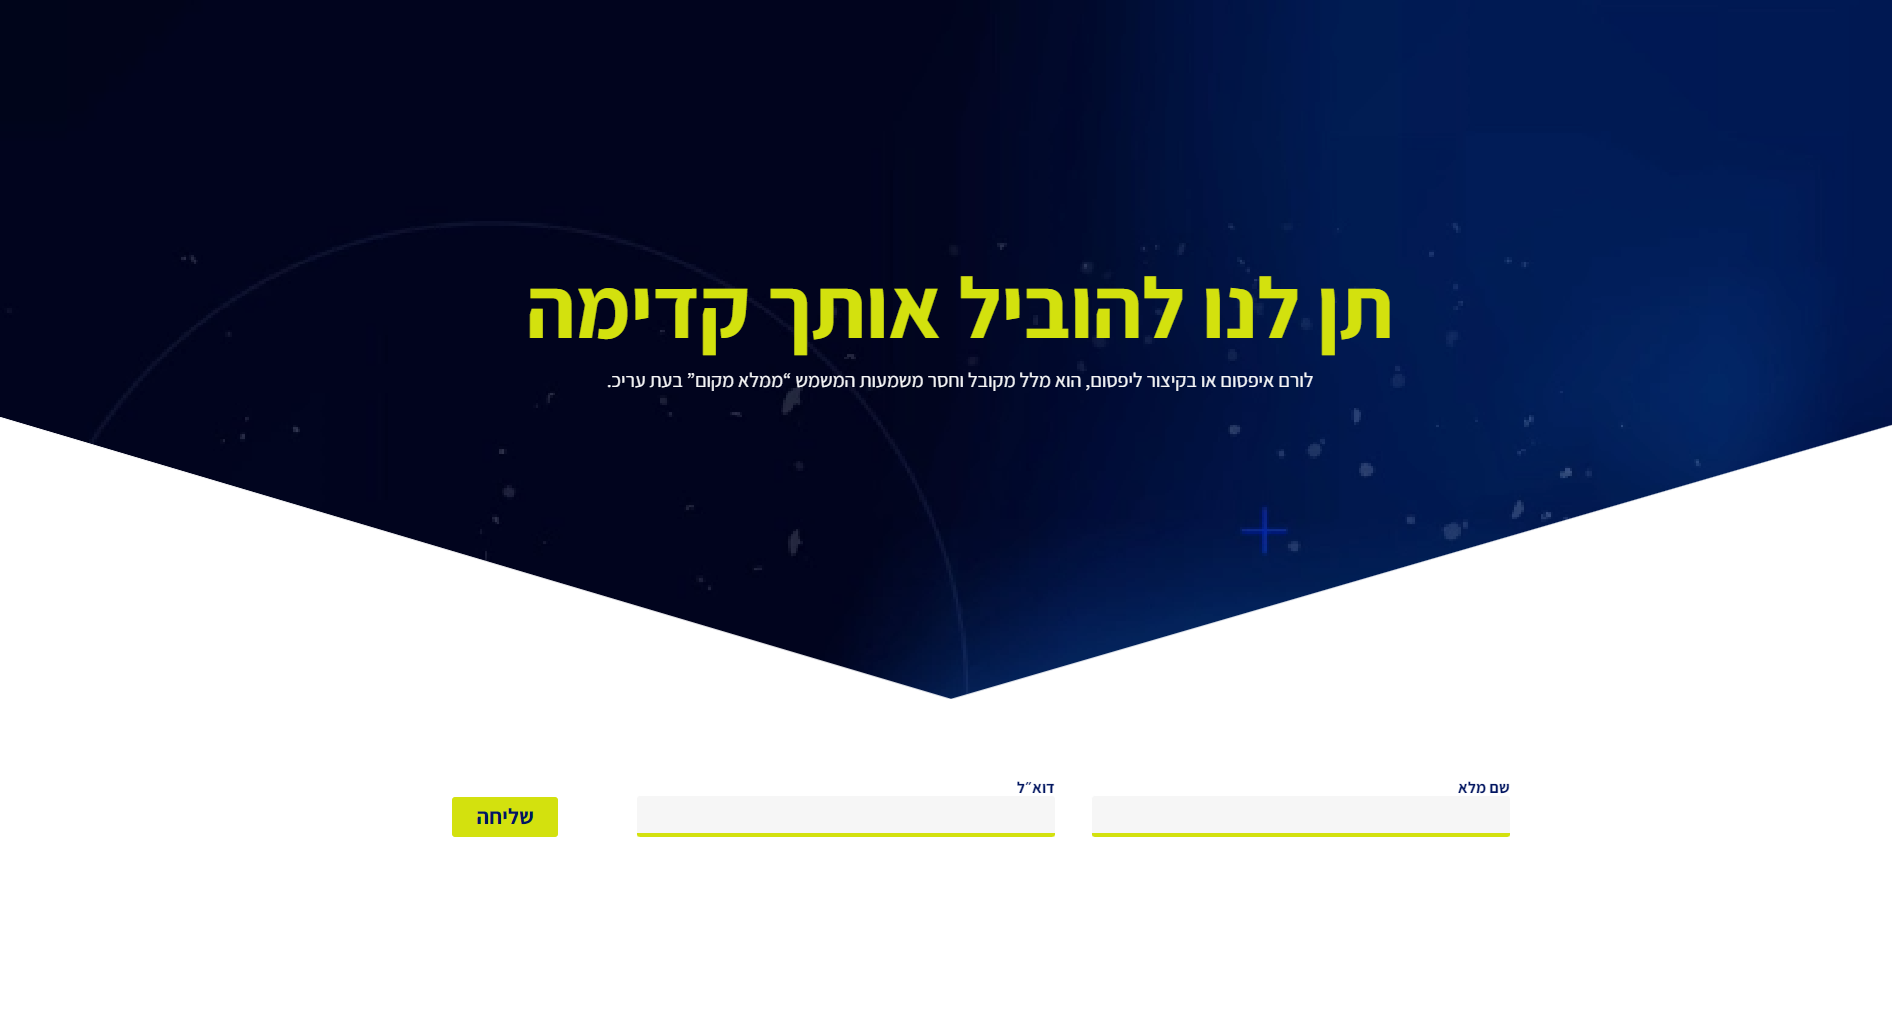 תן לנו להוביל אותך קדימה
לורם איפסום או בקיצור ליפסום, הוא מלל מקובל וחסר משמעות המשמש “ממלא מקום” בעת עריכ.
שם מלא
דוא״ל
שליחה